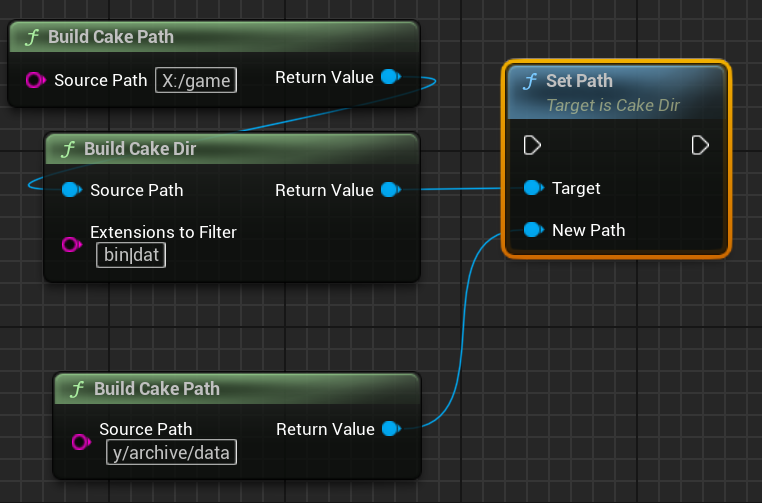 Build Cake Path
Source Path X:/game Return Value
Build Cake Dir
Source Path Return Value
Extensions to Filter
bin|dat
Set Path
Target is Cake Dir
Target
New Path
Build Cake Path
Source Path Return Value
y/archive/data